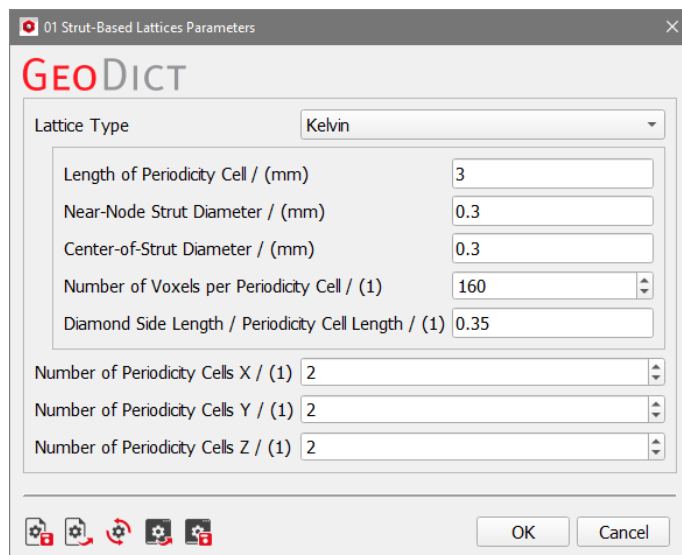 01 Strut-Based Lattices Parameters
GEODICT
Lattice Type Kelvin
Length of Periodicity Cell / (mm) 3
Near-Node Strut Diameter / (mm) 0.3
Center-of-Strut Diameter / (mm) 0.3
Number of Voxels per Periodicity Cell / (1) 160
Diamond Side Length / Periodicity Cell Length / (1) 0.35
Number of Periodicity Cells X / (1) 2
Number of Periodicity Cells Y / (1) 2
Number of Periodicity Cells Z / (1) 2
OK Cancel